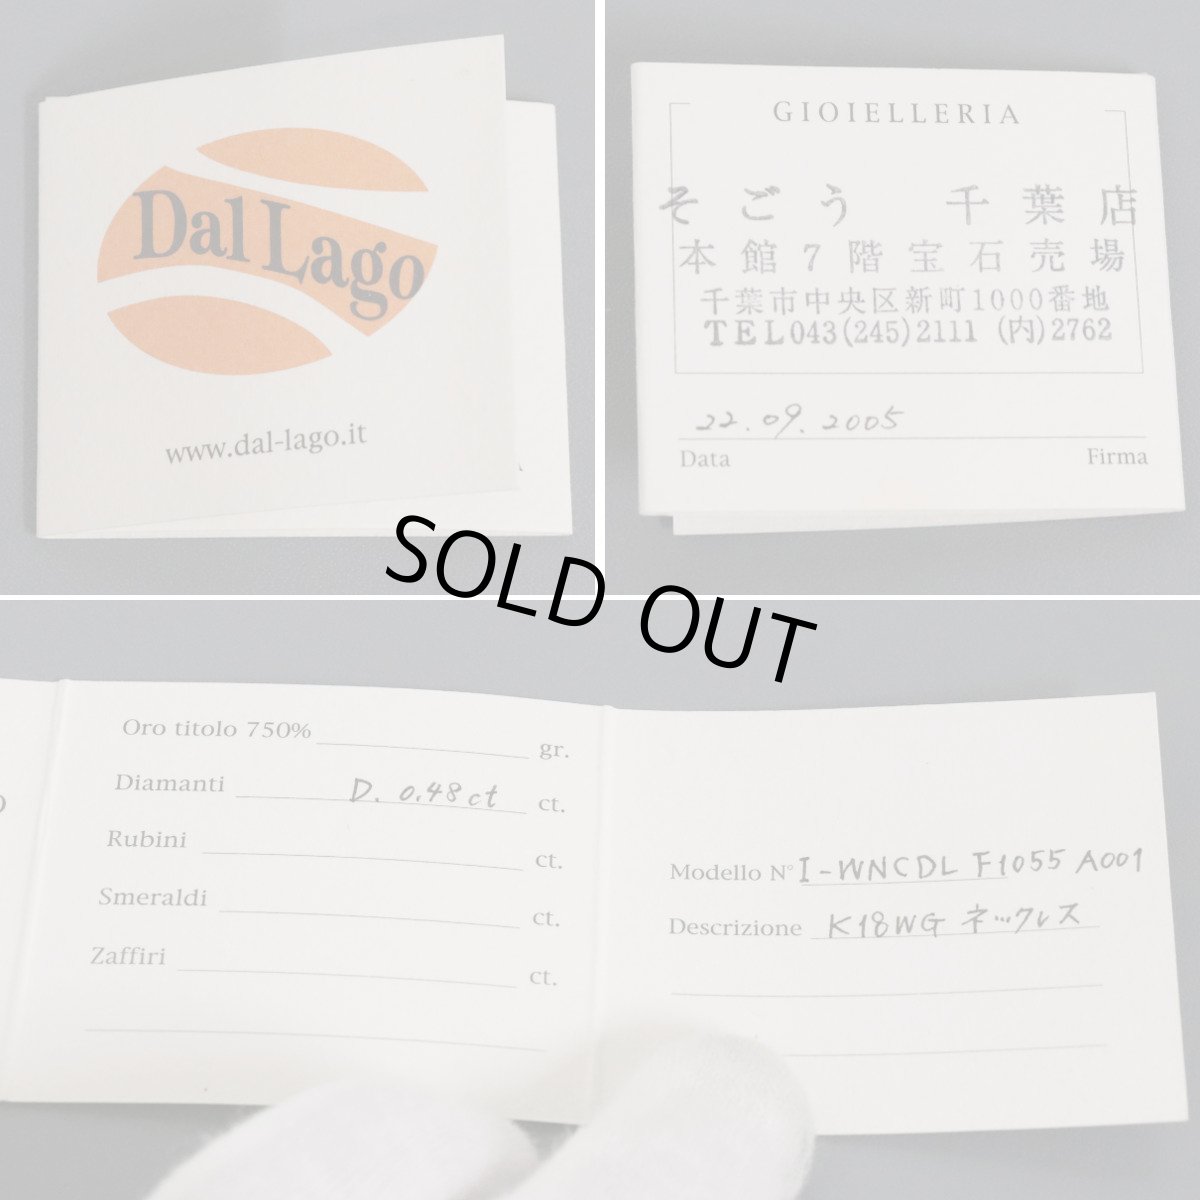 Dal Lago
www.dal-lago.it
GIOIELLERIA
そごう 千葉店
本館7階宝石売場
千葉市中央区新町1000番地
TEL043(245)2111 (内)2762
22.09.2005
Data Firma
SOLD OUT
Oro titolo 750% gr.
Diamanti D. 0.48ct ct.
Rubini ct.
Smeraldi ct.
Zaffiri ct.
Modello N° I-WNCDL F1055 A001
Descrizione K18WG ネックレス